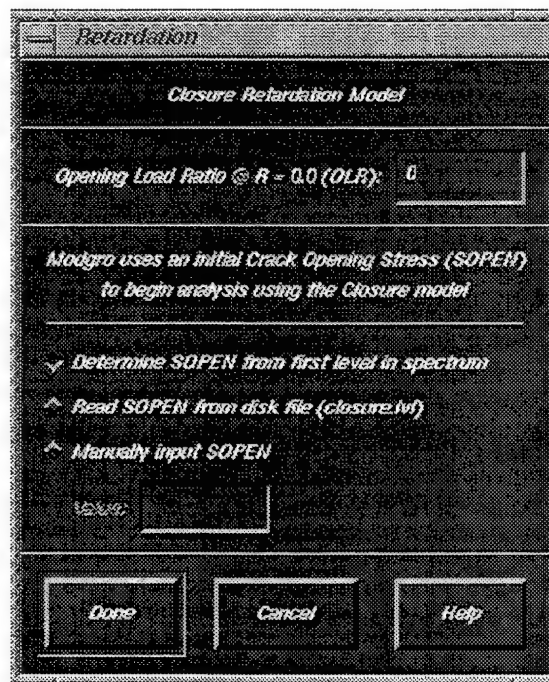 Retardation
Closure Retardation Model
Opening Load Ratio @ R = 0.0 (OLR): 0
Modgro uses an initial Crack Opening Stress (SOPEN)
to begin analysis using the Closure model
Determine SOPEN from first level in spectrum
Read SOPEN from disk file (closure.lvl)
Manually input SOPEN
Value:
Done Cancel Help